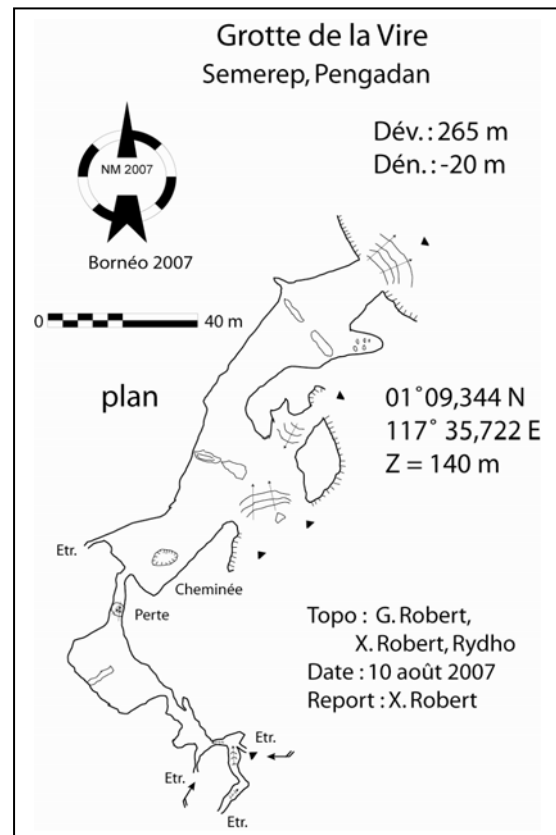 Grotte de la Vire
Semerep, Pengadan
Dév. : 265 m
Dén. : -20 m
NM 2007
Bornéo 2007
0 40 m
plan
01°09,344 N
117° 35,722 E
Z = 140 m
Etr.
Cheminée
Perte
Topo : G. Robert,
X. Robert, Rydho
Date : 10 août 2007
Report : X. Robert
Etr.
Etr.
Etr.